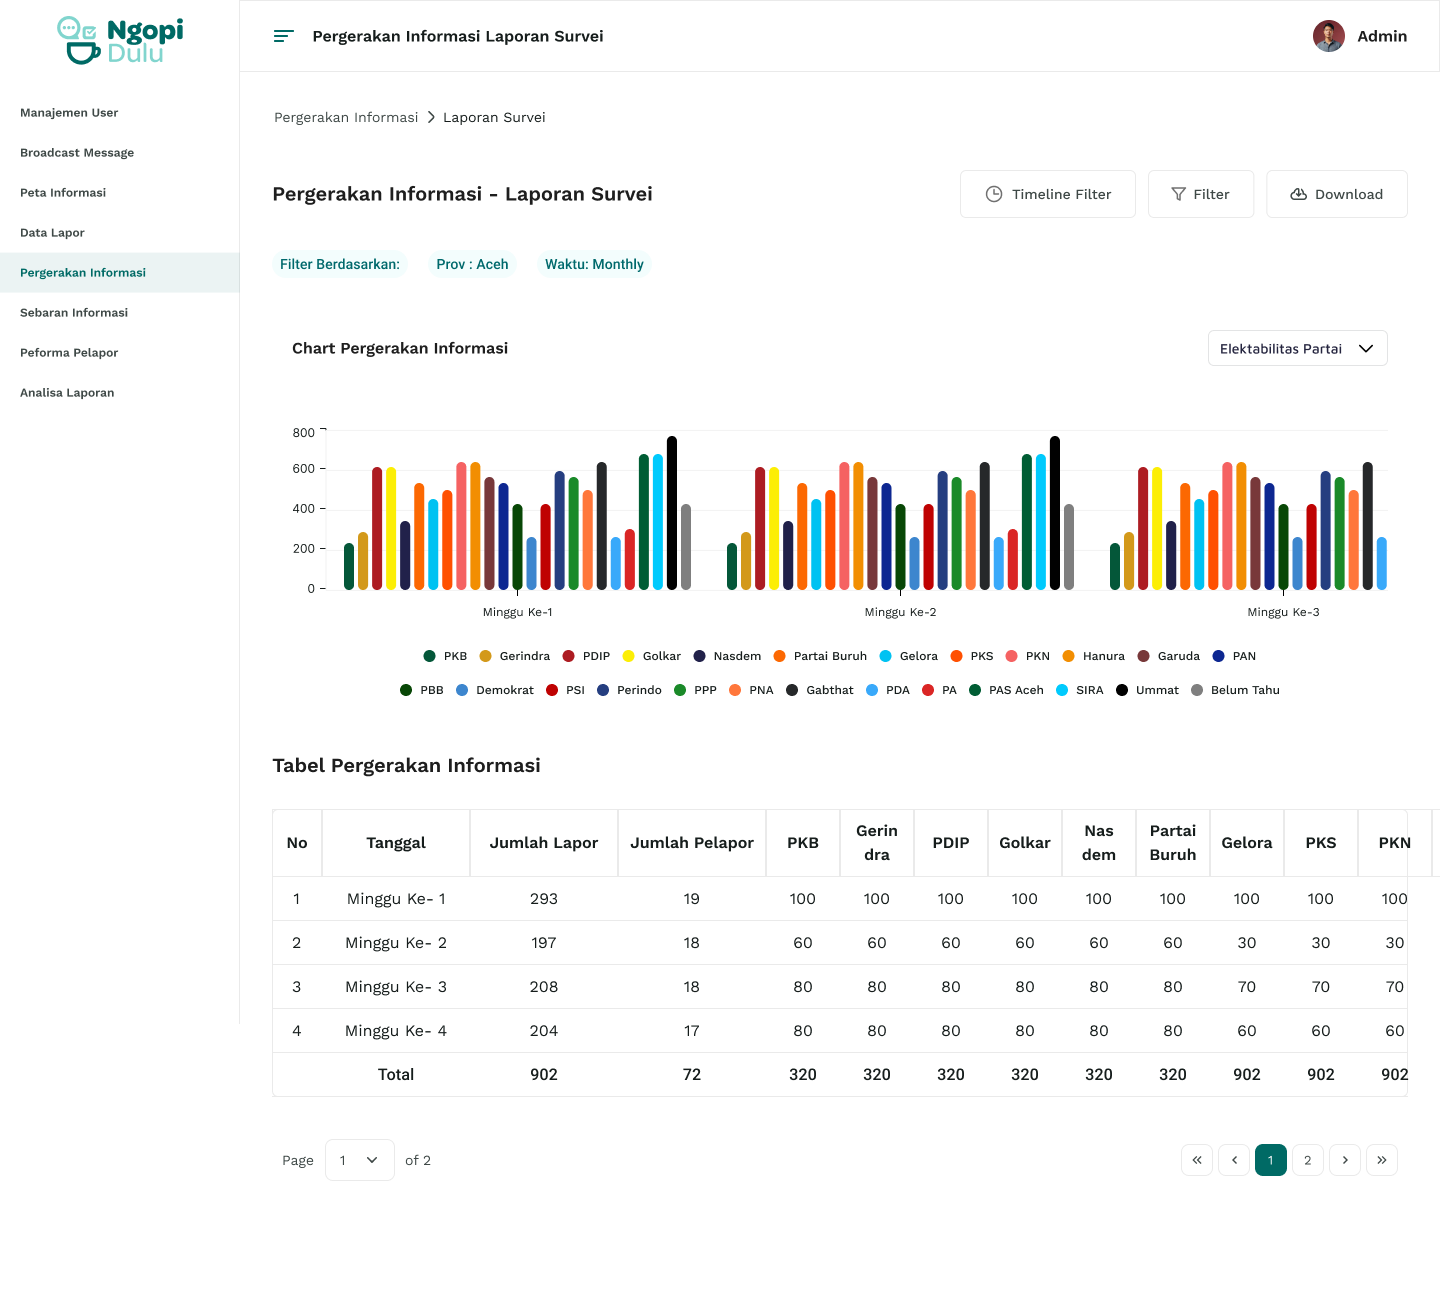 Ngopi
Dulu
Pergerakan Informasi Laporan Survei
Admin
Manajemen User
Broadcast Message
Peta Informasi
Data Lapor
Pergerakan Informasi
Sebaran Informasi
Peforma Pelapor
Analisa Laporan
Pergerakan Informasi > Laporan Survei
Pergerakan Informasi - Laporan Survei
Timeline Filter
Filter
Download
Filter Berdasarkan: Prov : Aceh Waktu: Monthly
Chart Pergerakan Informasi
Elektabilitas Partai
800
600
400
200
0
Minggu Ke-1 Minggu Ke-2 Minggu Ke-3
PKB Gerindra PDIP Golkar Nasdem Partai Buruh Gelora PKS PKN Hanura Garuda PAN
PBB Demokrat PSI Perindo PPP PNA Gabthat PDA PA PAS Aceh SIRA Ummat Belum Tahu
Tabel Pergerakan Informasi
No Tanggal Jumlah Lapor Jumlah Pelapor PKB Gerin dra PDIP Golkar Nas dem Partai Buruh Gelora PKS PKN
1 Minggu Ke- 1 293 19 100 100 100 100 100 100 100 100 100
2 Minggu Ke- 2 197 18 60 60 60 60 60 60 30 30 30
3 Minggu Ke- 3 208 18 80 80 80 80 80 80 70 70 70
4 Minggu Ke- 4 204 17 80 80 80 80 80 80 60 60 60
Total 902 72 320 320 320 320 320 320 902 902 902
Page 1 of 2
« ‹ 1 2 › »